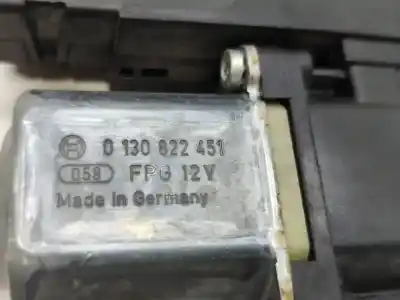 0 130 822 451
058 FPG 12V
Made in Germany